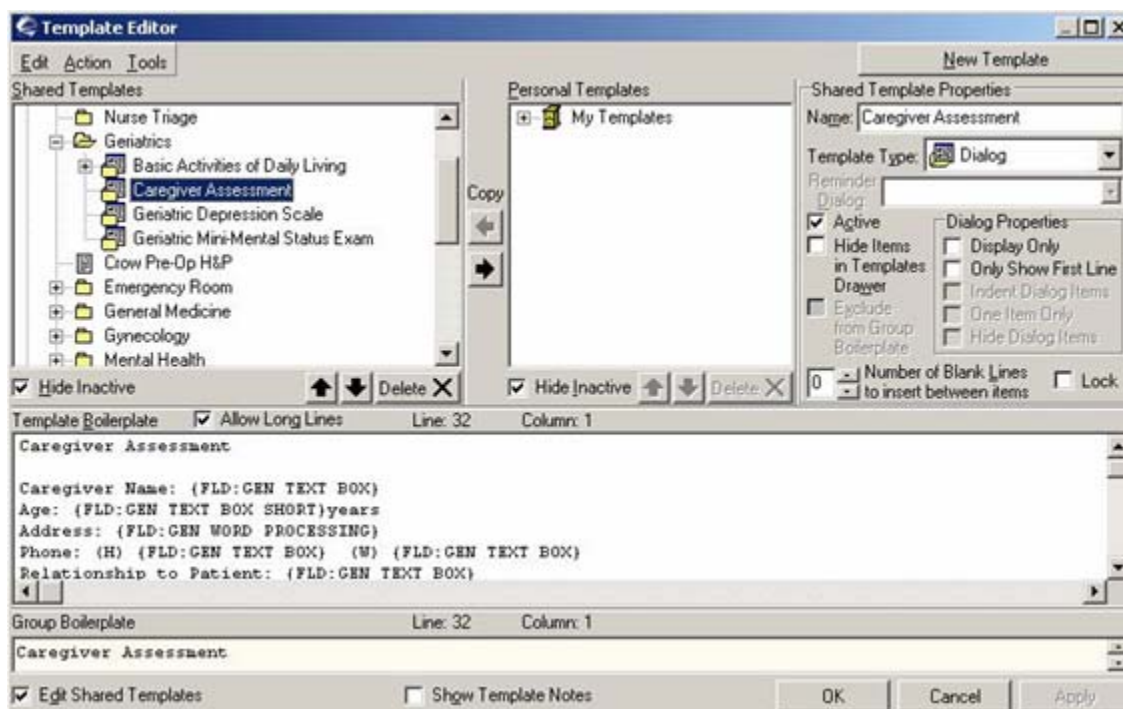 Template Editor
Edit Action Tools
New Template
Shared Templates
Nurse Triage
Geriatrics
Basic Activities of Daily Living
Caregiver Assessment
Geriatric Depression Scale
Geriatric Mini-Mental Status Exam
Crow Pre-Op H&P
Emergency Room
General Medicine
Gynecology
Mental Health
Hide Inactive
Delete
Copy
Personal Templates
My Templates
Hide Inactive
Delete
Shared Template Properties
Name: Caregiver Assessment
Template Type: Dialog
Reminder
Dialog:
Active
Hide Items
in Templates
Drawer
Exclude
from Group
Boilerplate
Dialog Properties
Display Only
Only Show First Line
Indent Dialog Items
One Item Only
Hide Dialog Items
0 Number of Blank Lines
to insert between items
Lock
Template Boilerplate Allow Long Lines Line: 32 Column: 1
Caregiver Assessment
Caregiver Name: {FLD:GEN TEXT BOX}
Age: {FLD:GEN TEXT BOX SHORT}years
Address: {FLD:GEN WORD PROCESSING}
Phone: (H) {FLD:GEN TEXT BOX} (W) {FLD:GEN TEXT BOX}
Relationship to Patient: {FLD:GEN TEXT BOX}
Group Boilerplate Line: 32 Column: 1
Caregiver Assessment
Edit Shared Templates Show Template Notes OK Cancel Apply